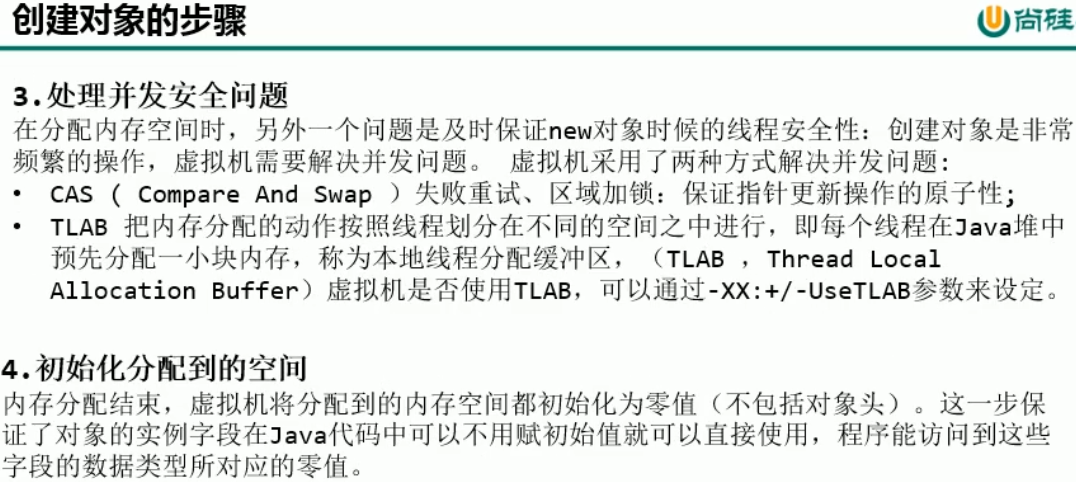 创建对象的步骤
尚硅
3.处理并发安全问题
在分配内存空间时，另外一个问题是及时保证new对象时候的线程安全性：创建对象是非常
频繁的操作，虚拟机需要解决并发问题。 虚拟机采用了两种方式解决并发问题:
• CAS ( Compare And Swap ）失败重试、区域加锁：保证指针更新操作的原子性;
• TLAB 把内存分配的动作按照线程划分在不同的空间之中进行，即每个线程在Java堆中
预先分配一小块内存，称为本地线程分配缓冲区，（TLAB ，Thread Local
Allocation Buffer）虚拟机是否使用TLAB，可以通过-XX:+/-UseTLAB参数来设定。
4.初始化分配到的空间
内存分配结束，虚拟机将分配到的内存空间都初始化为零值（不包括对象头）。这一步保
证了对象的实例字段在Java代码中可以不用赋初始值就可以直接使用，程序能访问到这些
字段的数据类型所对应的零值。